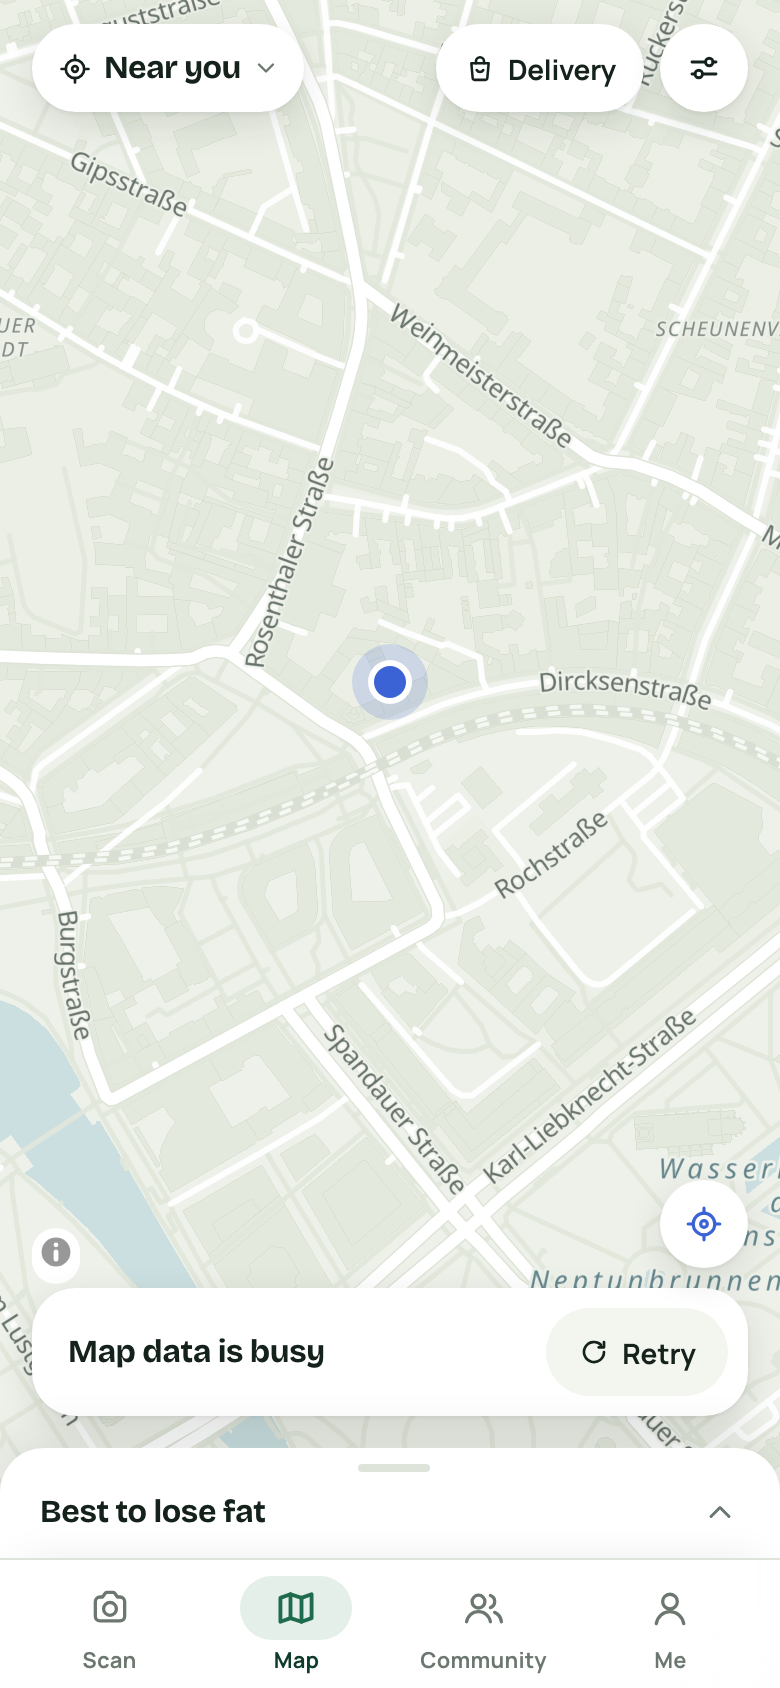 Near you
Delivery
Gipsstraße
Weinmeisterstraße
Rosenthaler Straße
Dircksenstraße
Rochstraße
Burgstraße
Spandauer Straße
Karl-Liebknecht-Straße
Neptunbrunnen
Map data is busy
Retry
Best to lose fat
Scan
Map
Community
Me